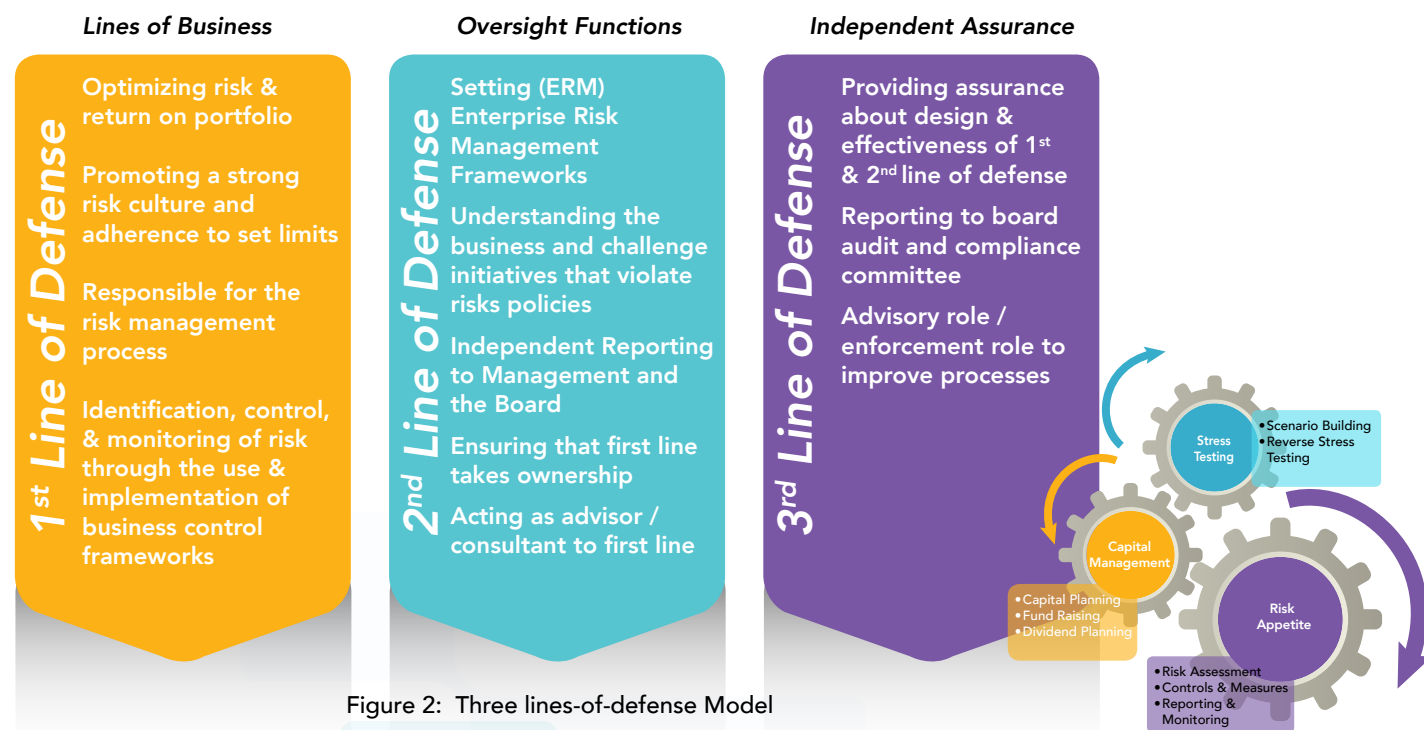 Lines of Business
1st Line of Defense
Optimizing risk &
return on portfolio
Promoting a strong
risk culture and
adherence to set limits
Responsible for the
risk management
process
Identification, control,
& monitoring of risk
through the use &
implementation of
business control
frameworks
Oversight Functions
2nd Line of Defense
Setting (ERM)
Enterprise Risk
Management
Frameworks
Understanding the
business and challenge
initiatives that violate
risks policies
Independent Reporting
to Management and
the Board
Ensuring that first line
takes ownership
Acting as advisor /
consultant to first line
Independent Assurance
3rd Line of Defense
Providing assurance
about design &
effectiveness of 1st
& 2nd line of defense
Reporting to board
audit and compliance
committee
Advisory role /
enforcement role to
improve processes
Stress
Testing
• Scenario Building
• Reverse Stress
Testing
Capital
Management
• Capital Planning
• Fund Raising
• Dividend Planning
Risk
Appetite
• Risk Assessment
• Controls & Measures
• Reporting &
Monitoring
Figure 2: Three lines-of-defense Model